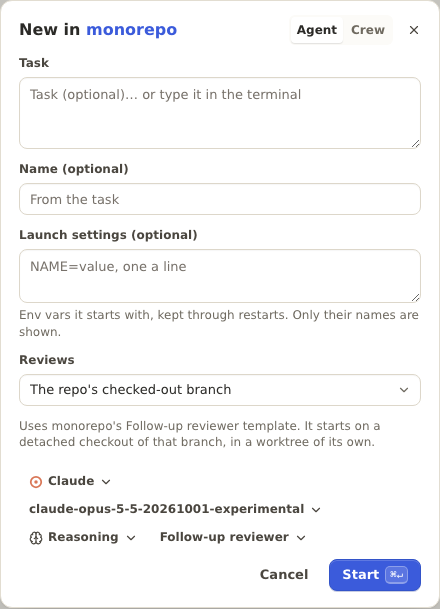 New in monorepo
Agent
Crew
Task
Task (optional)... or type it in the terminal
Name (optional)
From the task
Launch settings (optional)
NAME=value, one a line
Env vars it starts with, kept through restarts. Only their names are
shown.
Reviews
The repo's checked-out branch
Uses monorepo's Follow-up reviewer template. It starts on a
detached checkout of that branch, in a worktree of its own.
Claude
claude-opus-5-5-20261001-experimental
Reasoning
Follow-up reviewer
Cancel
Start ⌘↵